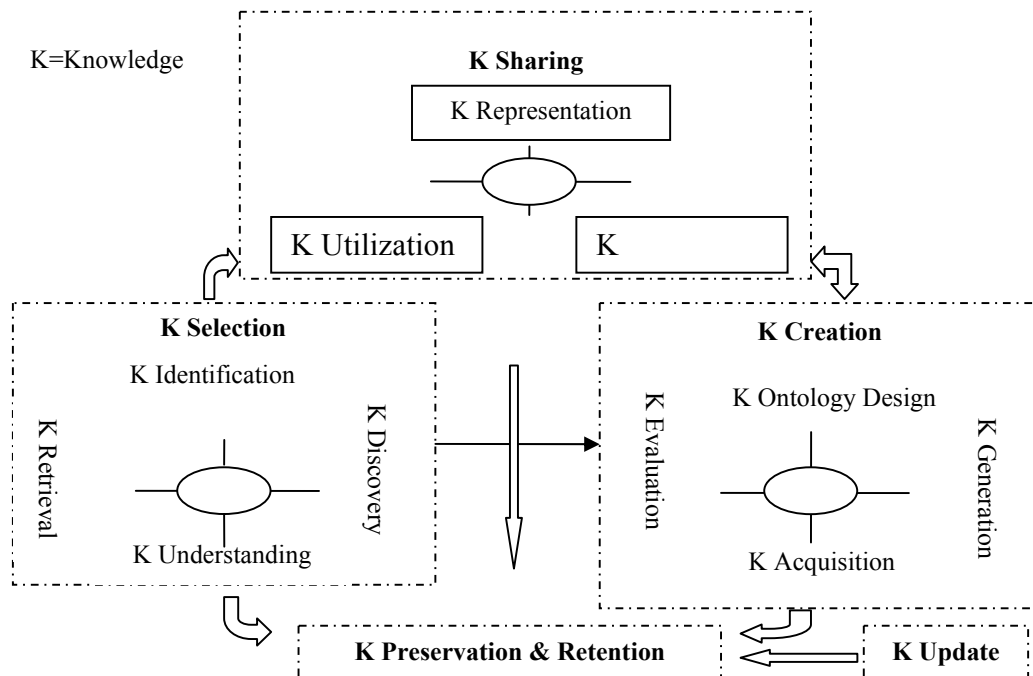 K=Knowledge
K Sharing
K Representation
K Utilization
K
K Selection
K Identification
K Retrieval
K Discovery
K Understanding
K Creation
K Ontology Design
K Evaluation
K Generation
K Acquisition
K Preservation & Retention
K Update